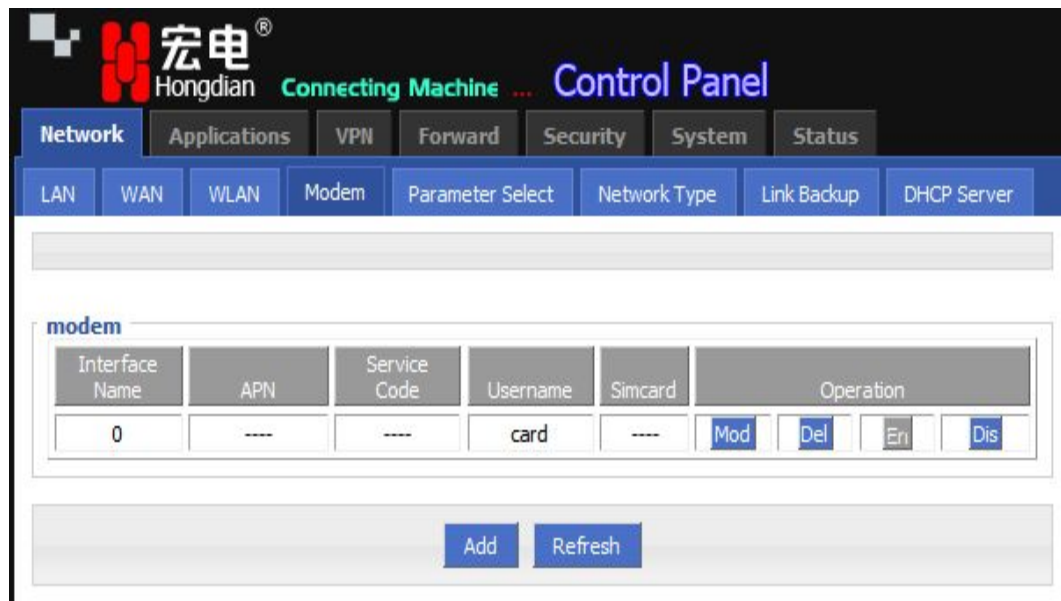 宏电®
Hongdian Connecting Machine ... Control Panel
Network Applications VPN Forward Security System Status
LAN WAN WLAN Modem Parameter Select Network Type Link Backup DHCP Server
modem
Interface Name APN Service Code Username Simcard Operation
0 ---- ---- card ---- Mod Del En Dis
Add Refresh